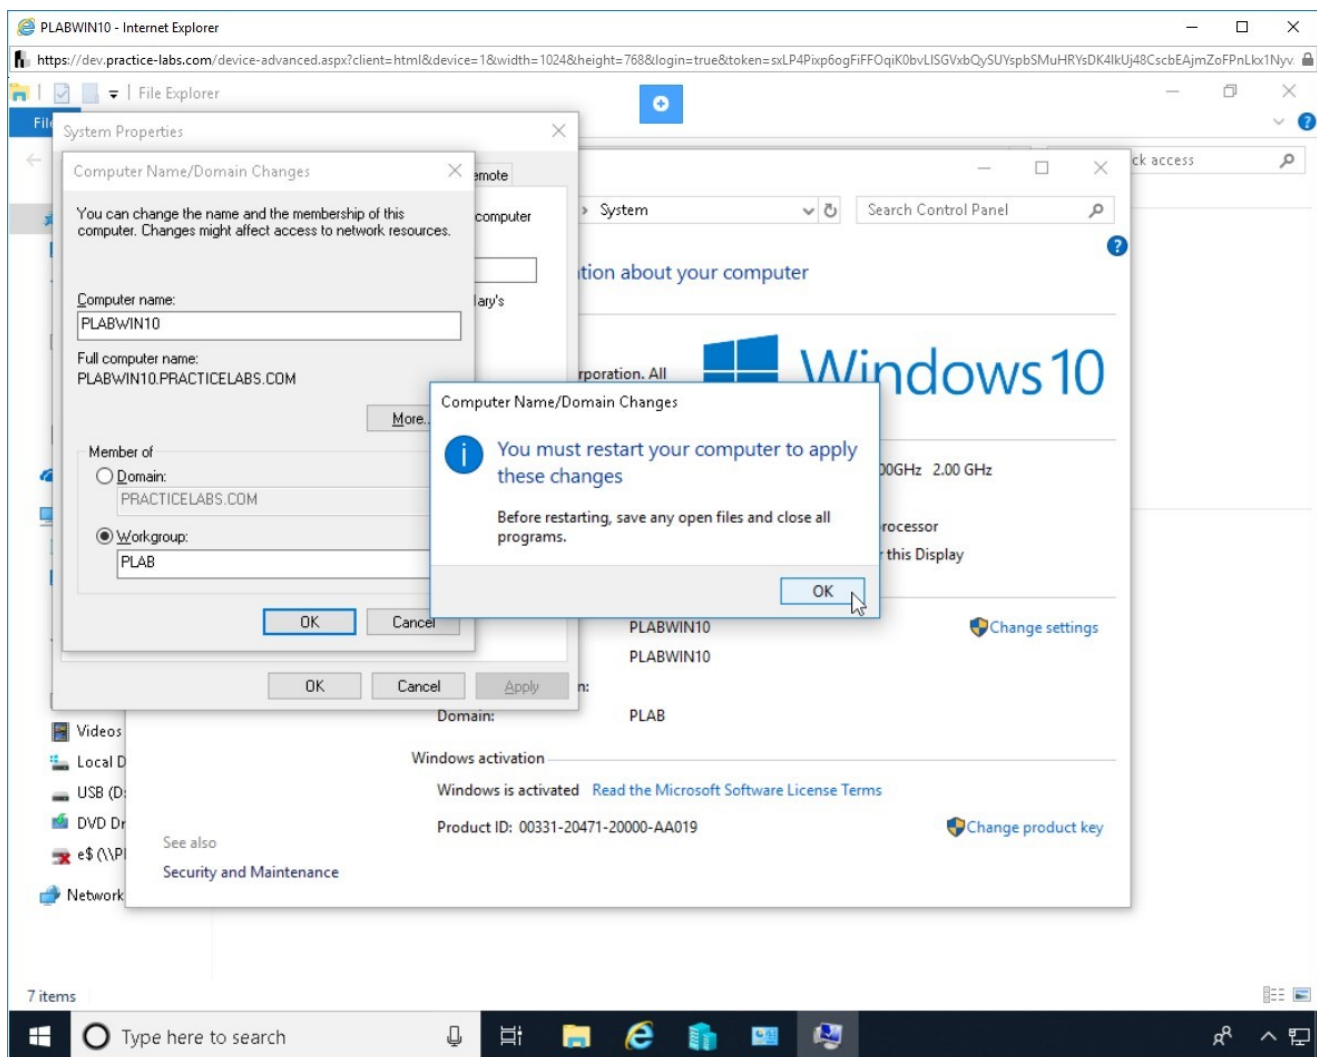 PLABWIN10 - Internet Explorer
https://dev.practice-labs.com/device-advanced.aspx?client=html&device=1&width=1024&height=768&login=true&token=
File Explorer
System Properties
Computer Name/Domain Changes
emote
ck access
You can change the name and the membership of this
computer. Changes might affect access to network resources.
computer
> System
Search Control Panel
tion about your computer
Computer name:
PLABWIN10
ary's
Full computer name:
PLABWIN10.PRACTICELABS.COM
rporation. All
Windows 10
Computer Name/Domain Changes
More..
You must restart your computer to apply
these changes
Before restarting, save any open files and close all
programs.
OK
Member of
Domain:
PRACTICELABS.COM
Workgroup:
PLAB
OK
Cancel
00GHz 2.00 GHz
rocessor
this Display
PLABWIN10
Change settings
PLABWIN10
OK
Cancel
Apply
n:
Domain:
PLAB
Windows activation
Windows is activated Read the Microsoft Software License Terms
Product ID: 00331-20471-20000-AA019
Change product key
See also
Security and Maintenance
Videos
Local D
USB (D:
DVD Dr
e$ (\\Pl
Network
7 items
Type here to search